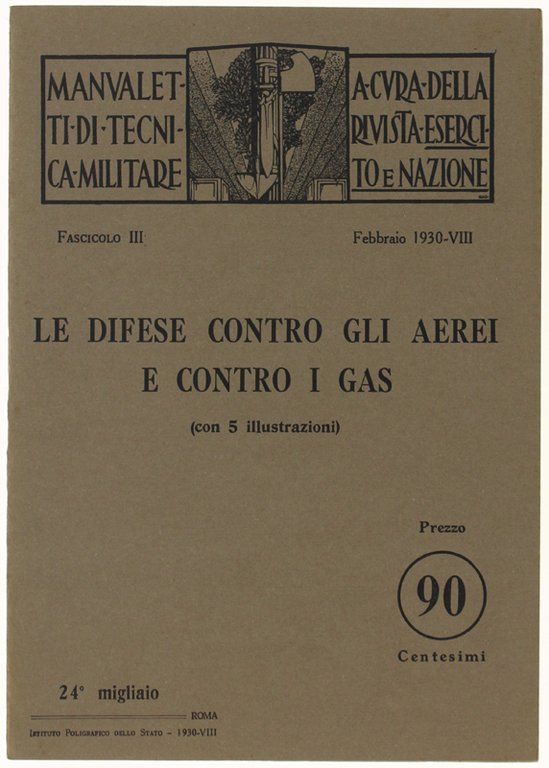 MANVALET-
TI·DI·TECNI-
CA·MILITARE
A·CVRA·DELLA
RIVISTA·ESERCI-
TO E NAZIONE
FASCICOLO III
Febbraio 1930-VIII
LE DIFESE CONTRO GLI AEREI
E CONTRO I GAS
(con 5 illustrazioni)
Prezzo
90
Centesimi
24° migliaio
ROMA
ISTITUTO POLIGRAFICO DELLO STATO - 1930-VIII